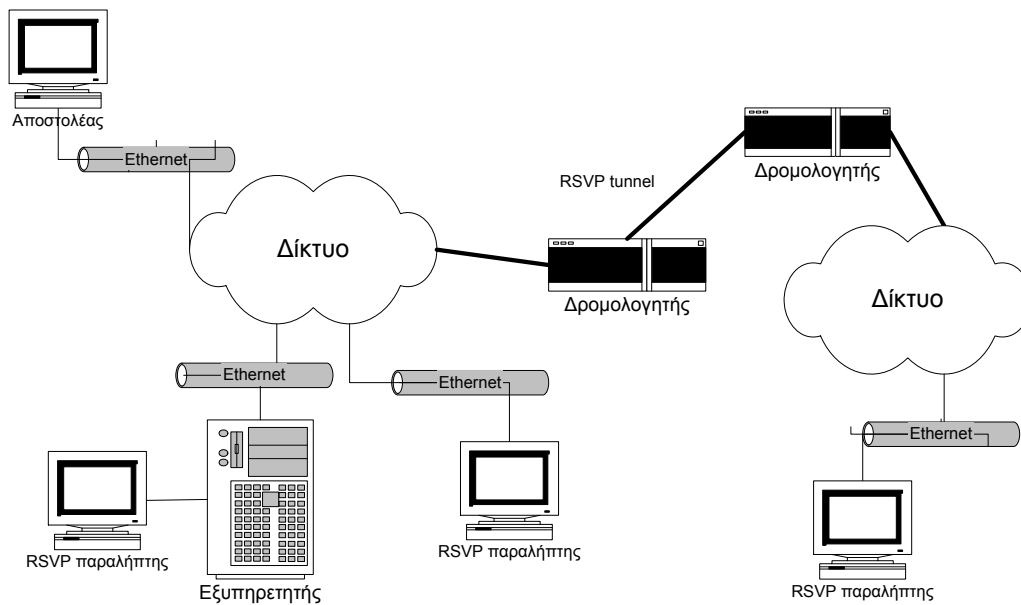 Αποστολέας
Ethernet
Δίκτυο
RSVP tunnel
Δρομολογητής
Δρομολογητής
Δίκτυο
Ethernet
Ethernet
Ethernet
RSVP παραλήπτης
Εξυπηρετητής
RSVP παραλήπτης
RSVP παραλήπτης